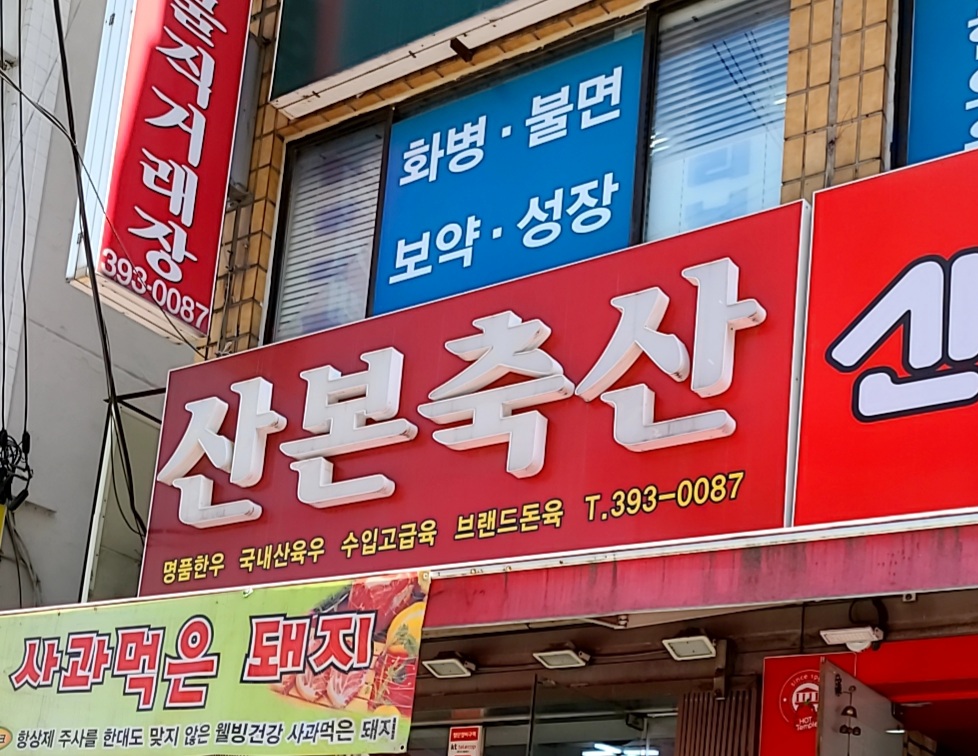 물직거래장
393-0087
화병 · 불면
보약 · 성장
산본축산
명품한우 국내산육우 수입고급육 브랜드돈육 T.393-0087
사과먹은 돼지
항상제 주사를 한대도 맞지 않은 웰빙건강 사과먹은 돼지